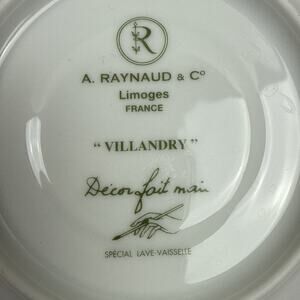 R
A. RAYNAUD & Cº
Limoges
FRANCE
“ VILLANDRY ”
Décor fait main
SPÉCIAL LAVE-VAISSELLE